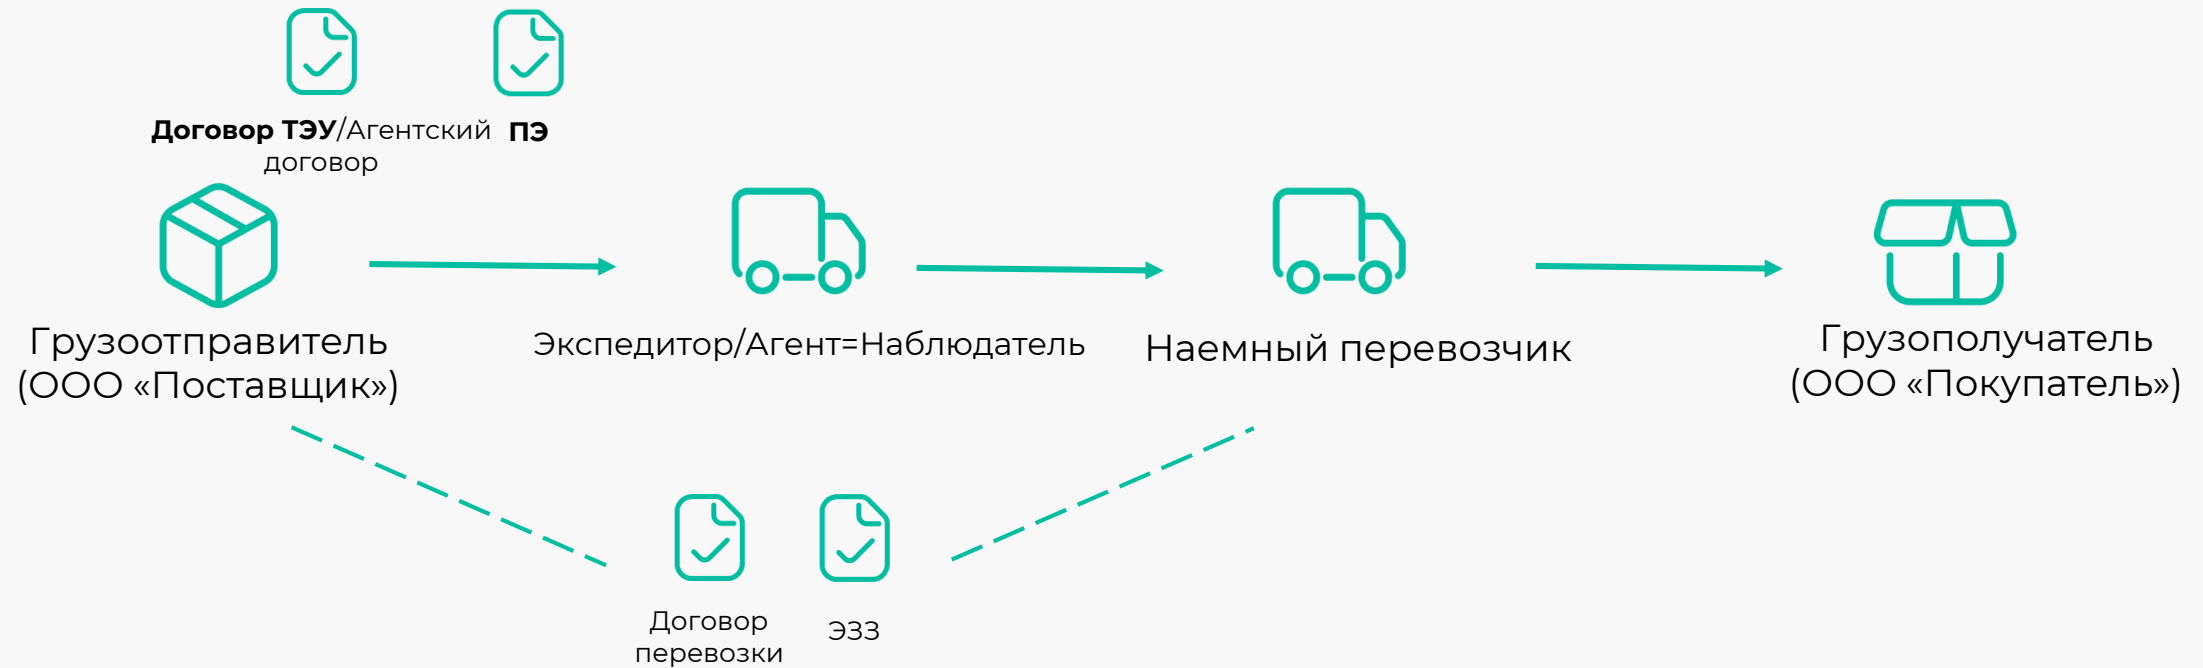 Договор ТЭУ/Агентский
договор
ПЭ
Грузоотправитель
(ООО «Поставщик»)
Экспедитор/Агент=Наблюдатель
Наемный перевозчик
Грузополучатель
(ООО «Покупатель»)
Договор
перевозки
ЭЗЗ